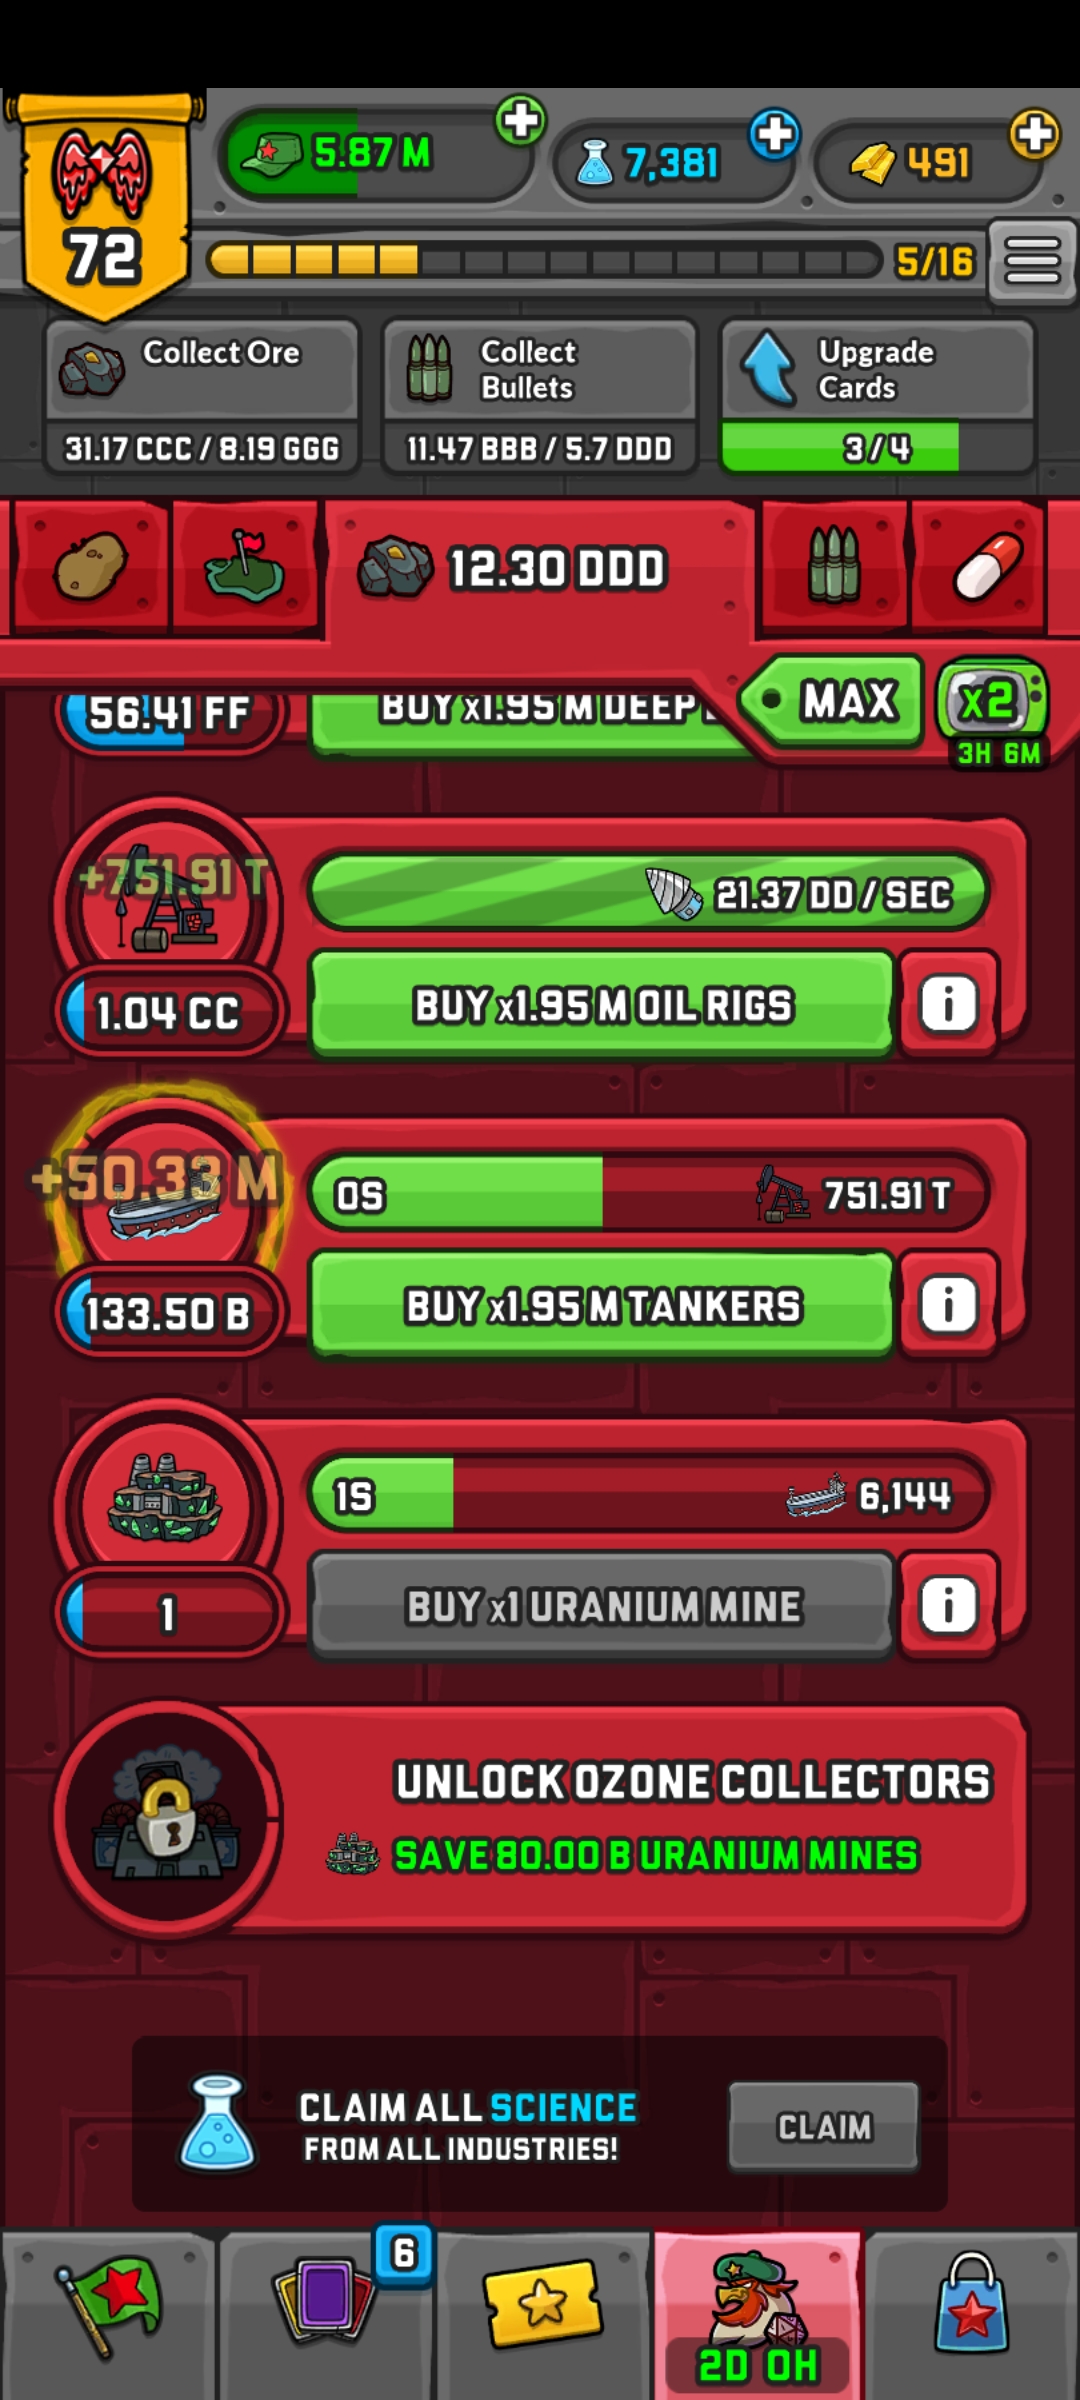 5.87 M
7,381
491
72
5/16
Collect Ore
31.17 CCC / 8.19 GGG
Collect
Bullets
11.47 BBB / 5.7 DDD
Upgrade
Cards
3/4
12.30 DDD
MAX
x2
3H 6M
56.41 FF
BUY x1.95 M DEEP
+751.91 T
21.37 DD / SEC
1.04 CC
BUY x1.95 M OIL RIGS
i
+50.33 M
0S
751.91 T
133.50 B
BUY x1.95 M TANKERS
i
1S
6,144
1
BUY x1 URANIUM MINE
i
UNLOCK OZONE COLLECTORS
SAVE 80.00 B URANIUM MINES
CLAIM ALL SCIENCE
FROM ALL INDUSTRIES!
CLAIM
6
2D 0H